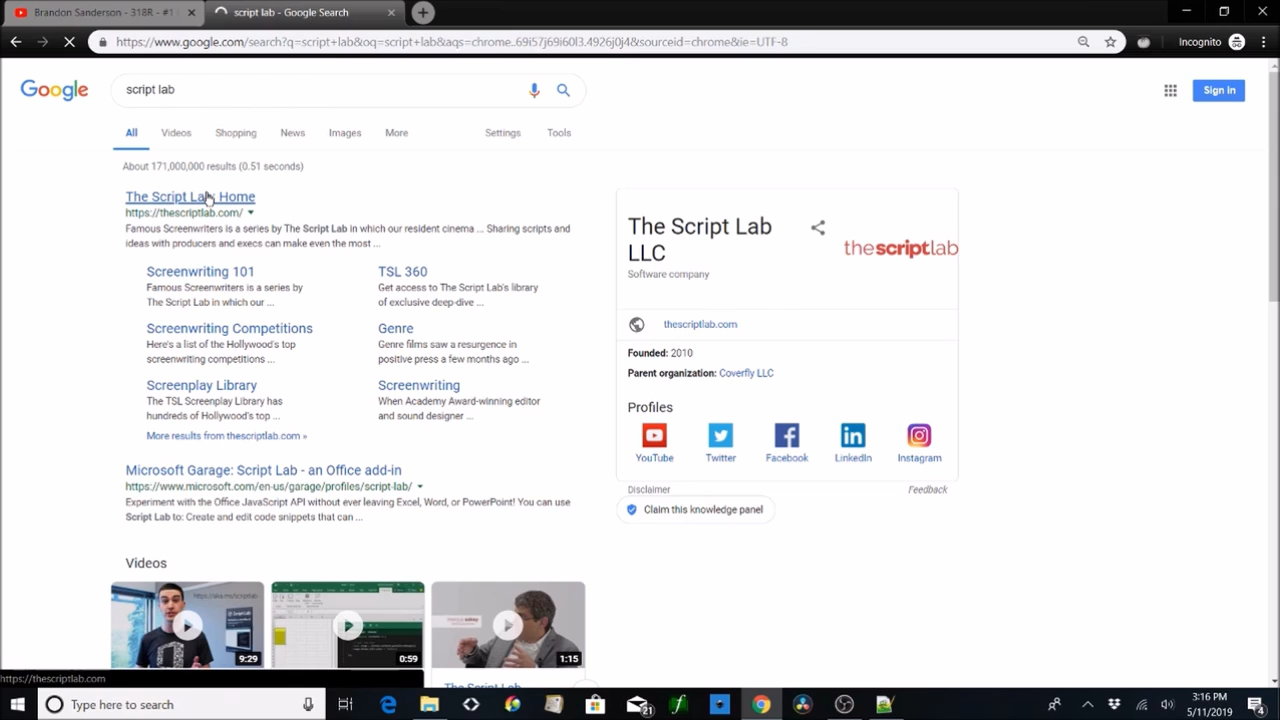 Brandon Sanderson - 318R - #1
script lab - Google Search
https://www.google.com/search?q=script+lab&oq=script+lab&aqs=chrome..69i57j69i60l3.4926j0j4&sourceid=chrome&ie=UTF-8
Incognito
Google
script lab
Sign in
All Videos Shopping News Images More Settings Tools
About 171,000,000 results (0.51 seconds)
The Script Lab: Home
https://thescriptlab.com/
Famous Screenwriters is a series by The Script Lab in which our resident cinema ... Sharing scripts and
ideas with producers and execs can make even the most ...
Screenwriting 101
Famous Screenwriters is a series by
The Script Lab in which our ...
TSL 360
Get access to The Script Lab's library
of exclusive deep-dive ...
Screenwriting Competitions
Here's a list of the Hollywood's top
screenwriting competitions ...
Genre
Genre films saw a resurgence in
positive press a few months ago ...
Screenplay Library
The TSL Screenplay Library has
hundreds of Hollywood's top ...
Screenwriting
When Academy Award-winning editor
and sound designer ...
More results from thescriptlab.com »
Microsoft Garage: Script Lab - an Office add-in
https://www.microsoft.com/en-us/garage/profiles/script-lab/
Experiment with the Office JavaScript API without ever leaving Excel, Word, or PowerPoint! You can use
Script Lab to: Create and edit code snippets that can ...
Videos
https://aka.ms/scriptlab
9:29
0:59
1:15
The Script Lab
The Script Lab
LLC
Software company
thescriptlab
thescriptlab.com
Founded: 2010
Parent organization: Coverfly LLC
Profiles
YouTube Twitter Facebook LinkedIn Instagram
Disclaimer
Feedback
Claim this knowledge panel
https://thescriptlab.com
Type here to search
21
3:16 PM
5/11/2019
4